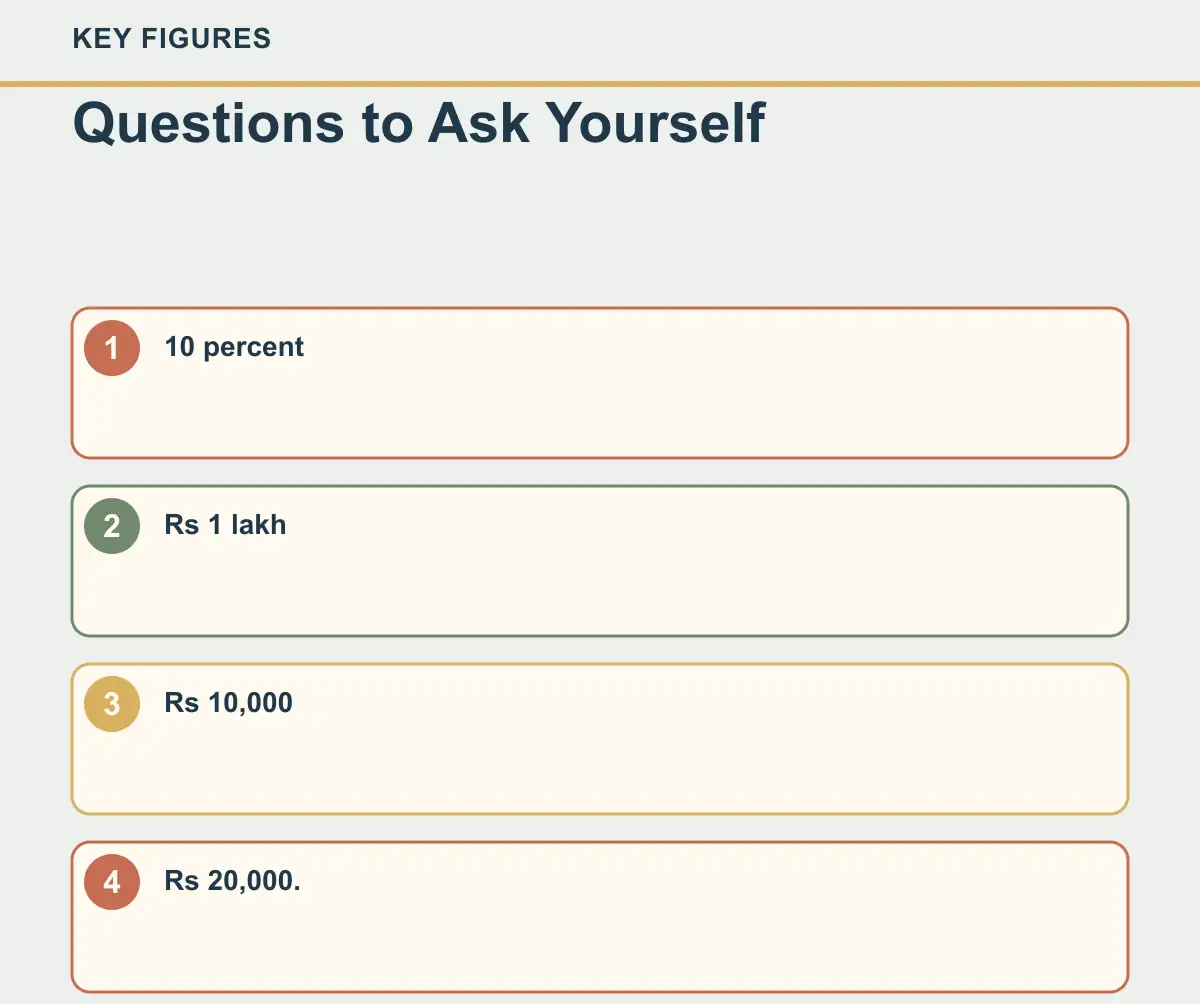 KEY FIGURES
Questions to Ask Yourself
1 10 percent
2 Rs 1 lakh
3 Rs 10,000
4 Rs 20,000.